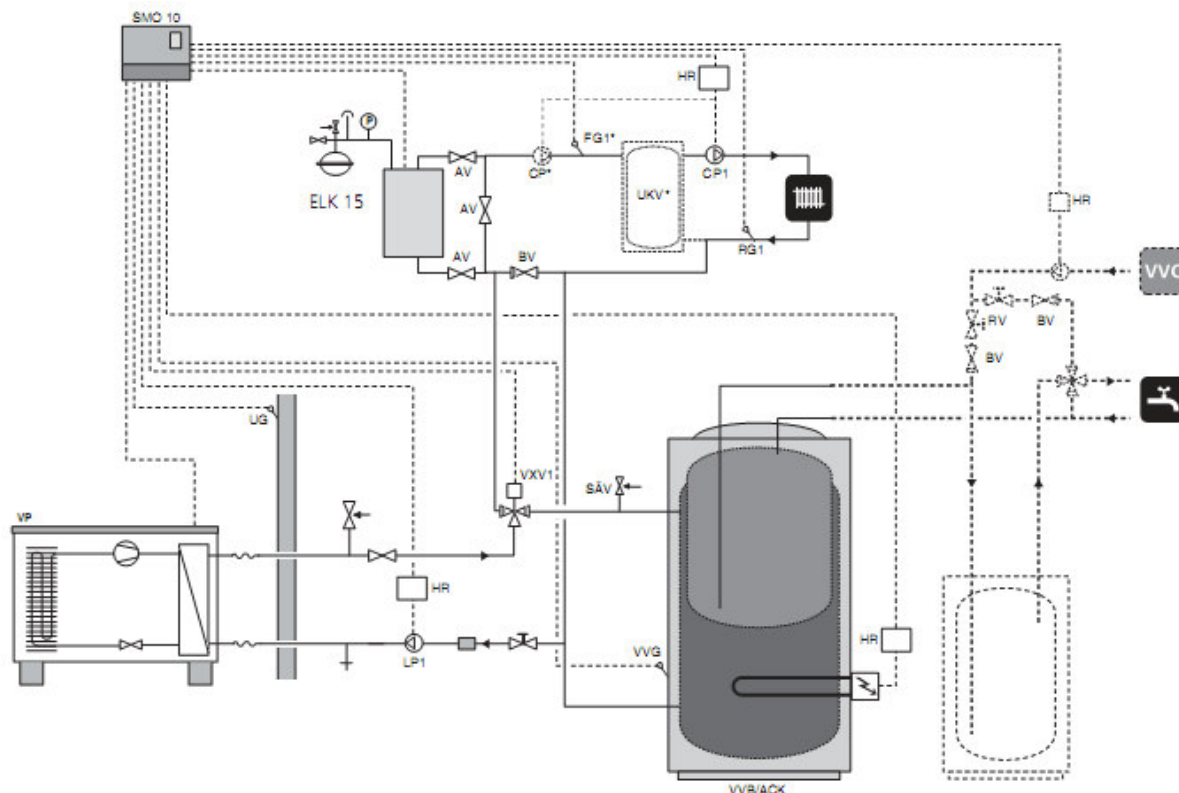 SMO 10
HR
P
FG1*
AV
CP*
CP1
ELK 15
UKV*
HR
AV
AV
BV
RG1
VVC
RV
BV
BV
UG
VXV1
SÄV
VP
HR
HR
LP1
VVG
VVB/ACK